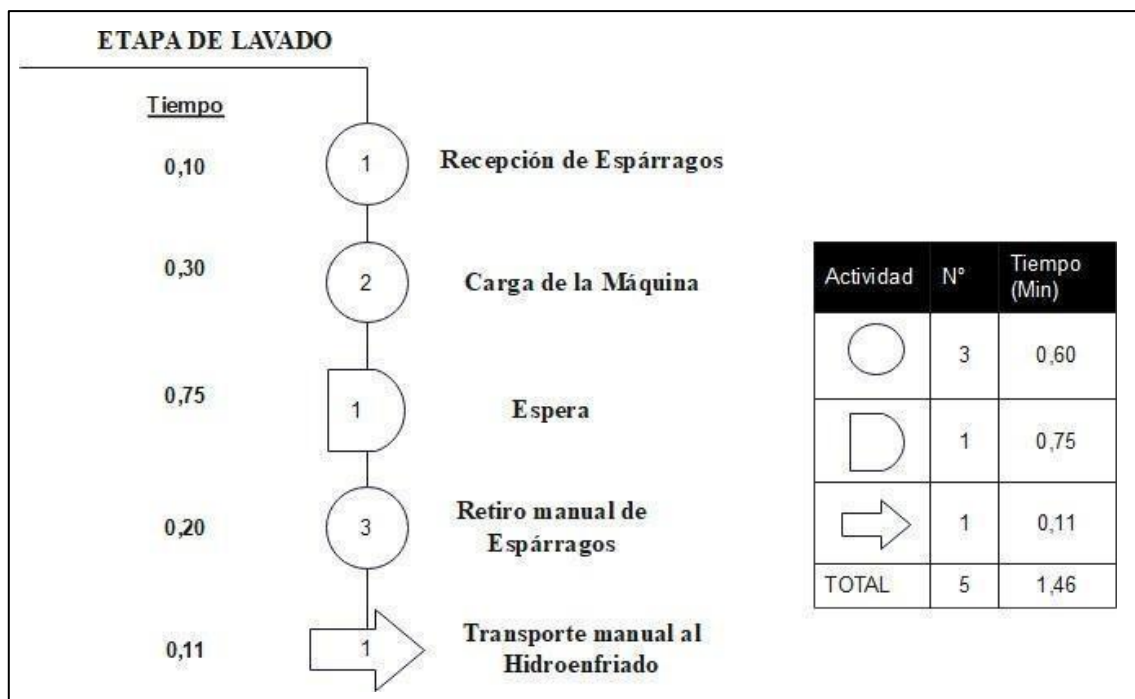 ETAPA DE LAVADO
Tiempo
0,10
1
Recepción de Espárragos
0,30
2
Carga de la Máquina
0,75
1
Espera
0,20
3
Retiro manual de
Espárragos
0,11
1
Transporte manual al
Hidroenfriado
Actividad N° Tiempo
(Min)
3 0,60
1 0,75
1 0,11
TOTAL 5 1,46